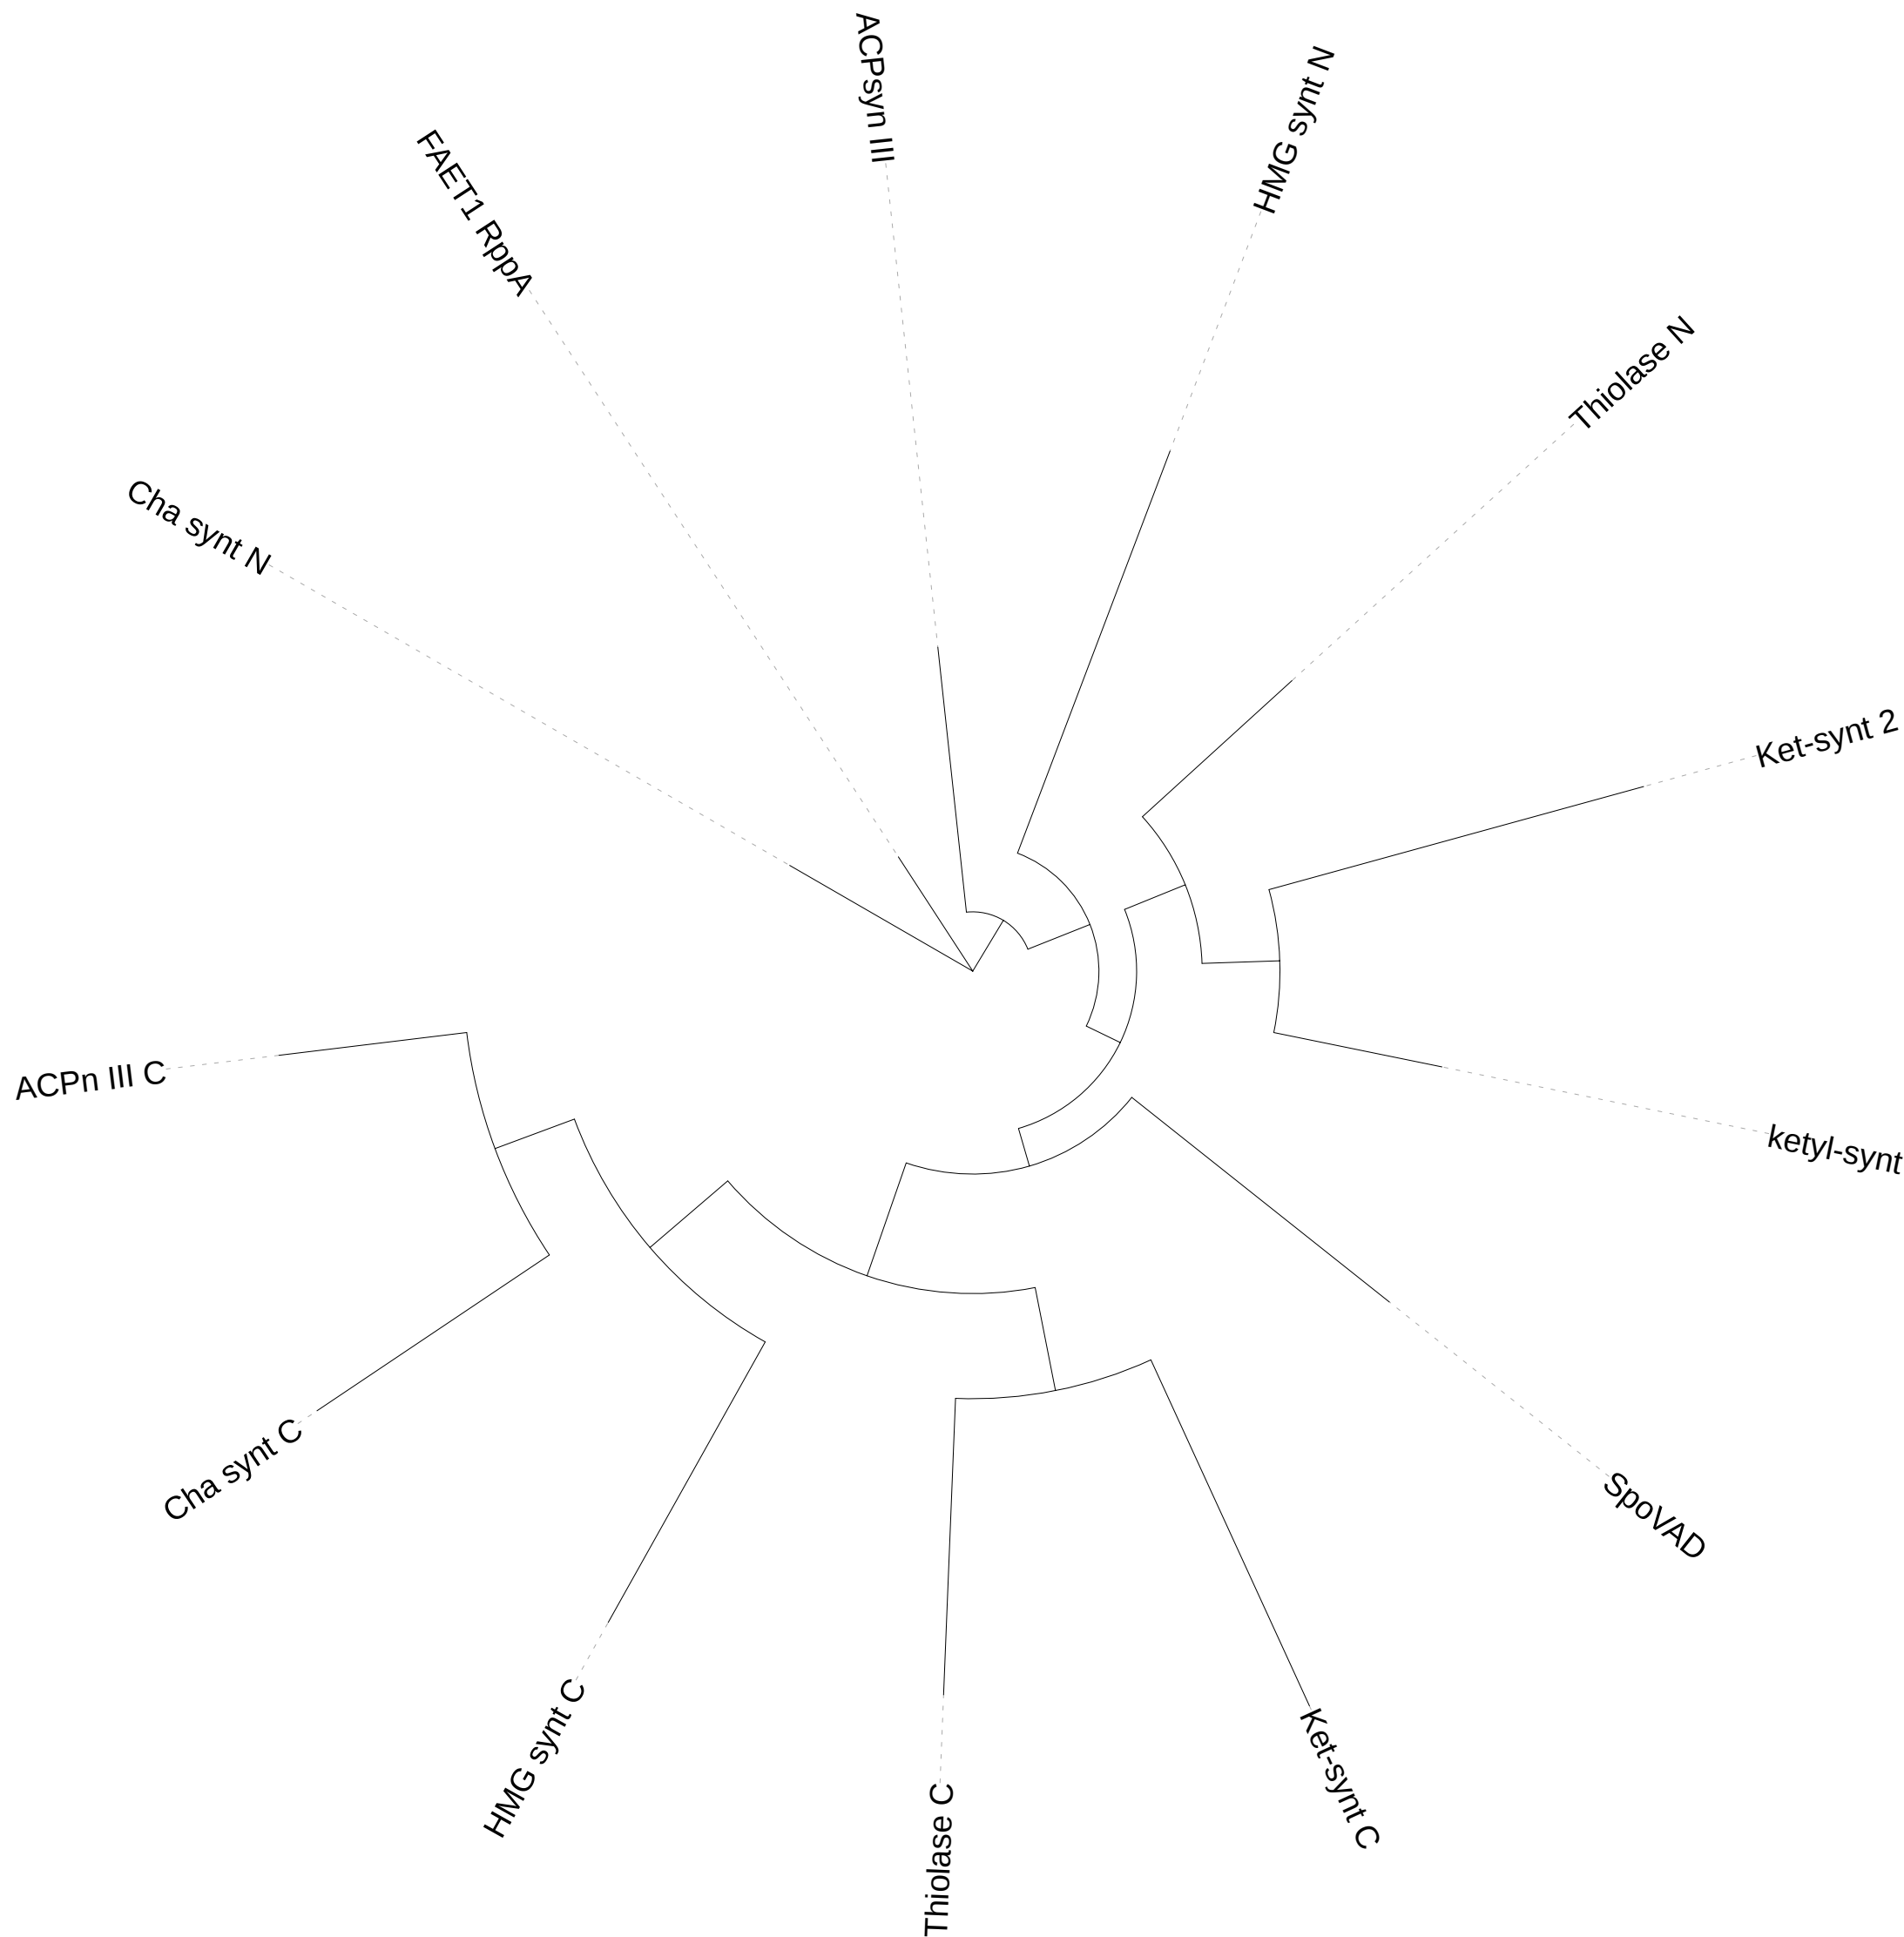 ACPsyn III
HMG synt N
FAET1 RppA
Thiolase N
Cha synt N
Ket-synt 2
ACPn III C
ketyl-synt
Cha synt C
SpoVAD
HMG synt C
Ket-synt C
Thiolase C